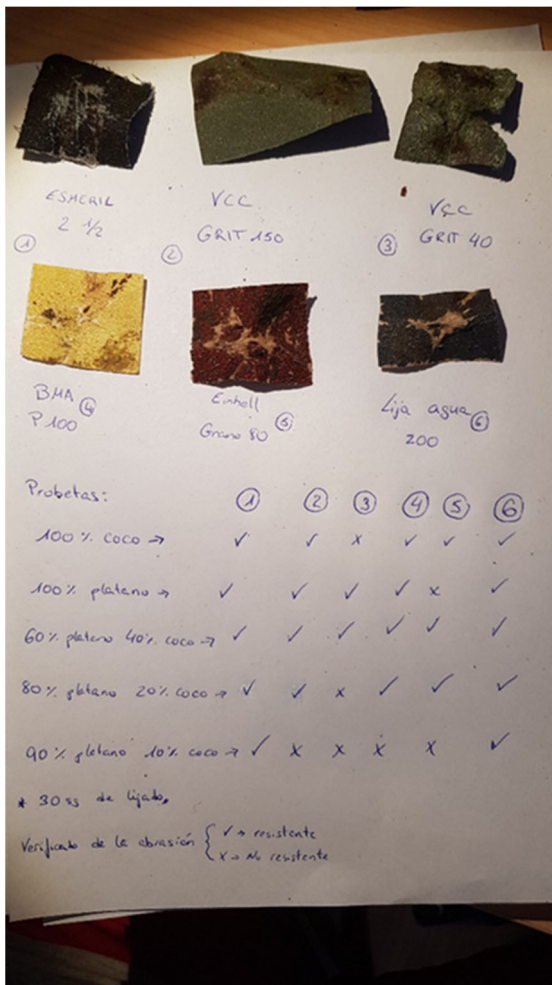 ESMERIL
2 1/2
①
VCC
GRIT 150
②
VCC
GRIT 40
③
BMA
P100
④
Einhell
Grano 80
⑤
Lija agua
200
⑥
Probetas: ① ② ③ ④ ⑤ ⑥
100% coco → ✓ ✓ x ✓ ✓ ✓
100% platano → ✓ ✓ ✓ ✓ x ✓
60% platano 40% coco → ✓ ✓ ✓ ✓ ✓ ✓
80% platano 20% coco → ✓ ✓ x ✓ ✓ ✓
90% platano 10% coco → ✓ x x x x ✓
* 30 ss de lijado.
Verificato de la abrasión { ✓ → resistente
x → No resistente